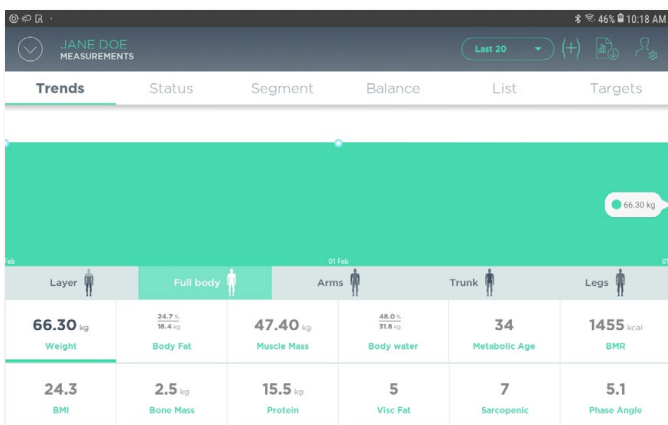 46% 10:18 AM
JANE DOE
MEASUREMENTS
Last 20
Trends Status Segment Balance List Targets
66.30 kg
Feb 01 Feb 01
Layer Full body Arms Trunk Legs
66.30 kg 24.7 % 47.40 kg 48.0 % 34 1455 kcal
16.4 kg 31.8 kg
Weight Body Fat Muscle Mass Body water Metabolic Age BMR
24.3 2.5 kg 15.5 kg 5 7 5.1
BMI Bone Mass Protein Visc Fat Sarcopenic Phase Angle